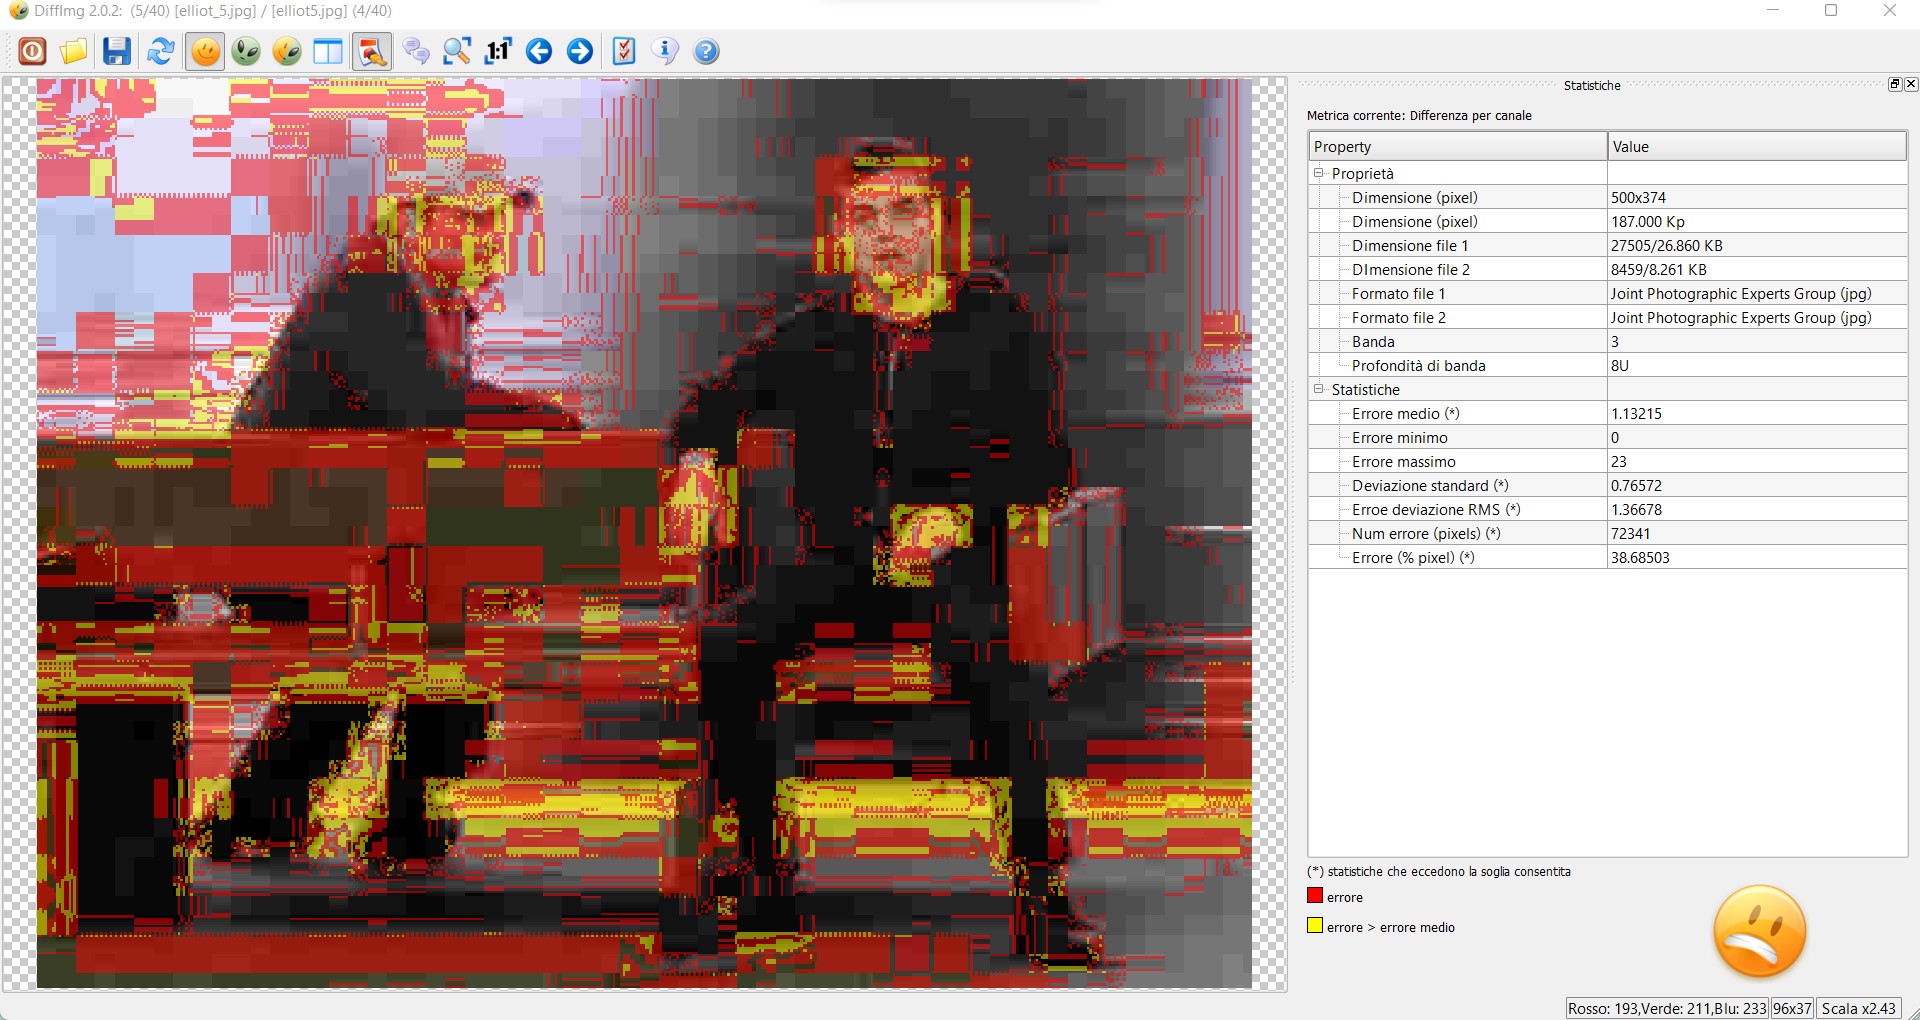 DiffImg 2.0.2:  (5/40) [elliot_5.jpg] / [elliot5.jpg] (4/40)
1:1
Statistiche
Metrica corrente: Differenza per canale
Property Value
Proprietà
Dimensione (pixel) 500x374
Dimensione (pixel) 187.000 Kp
Dimensione file 1 27505/26.860 KB
DImensione file 2 8459/8.261 KB
Formato file 1 Joint Photographic Experts Group (jpg)
Formato file 2 Joint Photographic Experts Group (jpg)
Banda 3
Profondità di banda 8U
Statistiche
Errore medio (*) 1.13215
Errore minimo 0
Errore massimo 23
Deviazione standard (*) 0.76572
Erroe deviazione RMS (*) 1.36678
Num errore (pixels) (*) 72341
Errore (% pixel) (*) 38.68503
(*) statistiche che eccedono la soglia consentita
errore
errore > errore medio
Rosso: 193,Verde: 211,Blu: 233 96x37 Scala x2.43